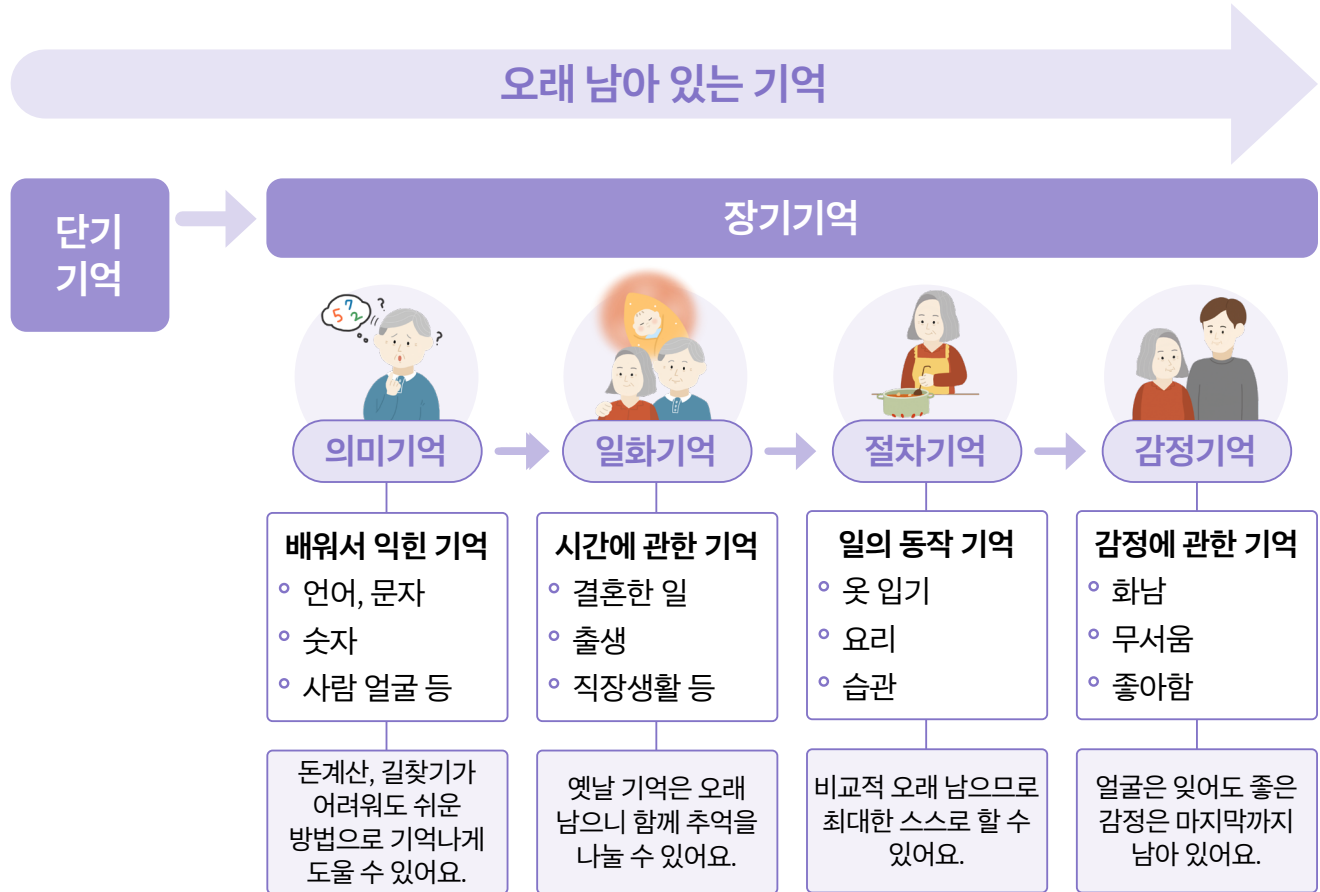 오래 남아 있는 기억
단기
기억
장기기억
5 7 2 ? ?
의미기억
일화기억
절차기억
감정기억
배워서 익힌 기억
언어, 문자
숫자
사람 얼굴 등
시간에 관한 기억
결혼한 일
출생
직장생활 등
일의 동작 기억
옷 입기
요리
습관
감정에 관한 기억
화남
무서움
좋아함
돈계산, 길찾기가
어려워도 쉬운
방법으로 기억나게
도울 수 있어요.
옛날 기억은 오래
남으니 함께 추억을
나눌 수 있어요.
비교적 오래 남으므로
최대한 스스로 할 수
있어요.
얼굴은 잊어도 좋은
감정은 마지막까지
남아 있어요.